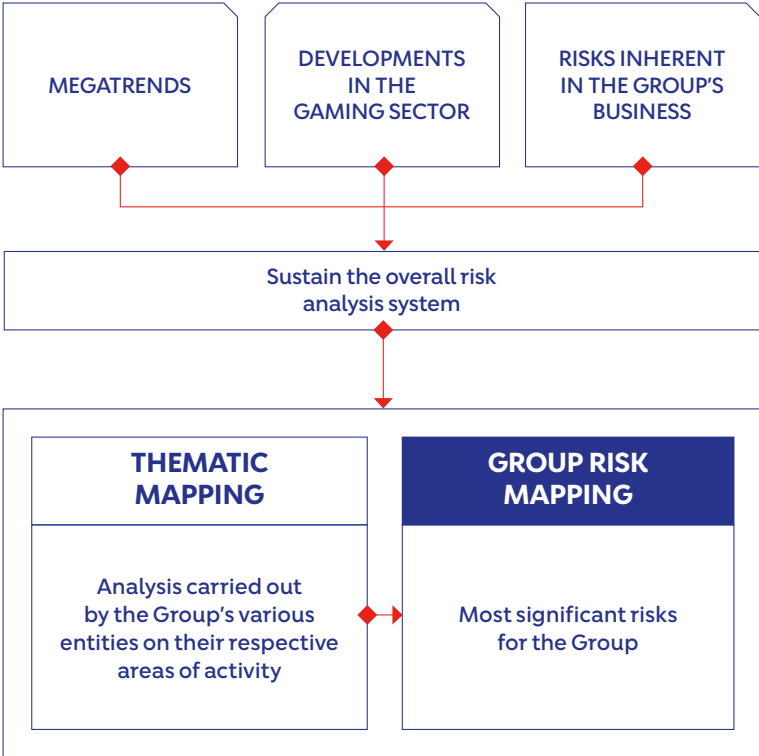 MEGATRENDS
DEVELOPMENTS
IN THE
GAMING SECTOR
RISKS INHERENT
IN THE GROUP'S
BUSINESS
Sustain the overall risk
analysis system
THEMATIC
MAPPING
Analysis carried out
by the Group's various
entities on their respective
areas of activity
GROUP RISK
MAPPING
Most significant risks
for the Group